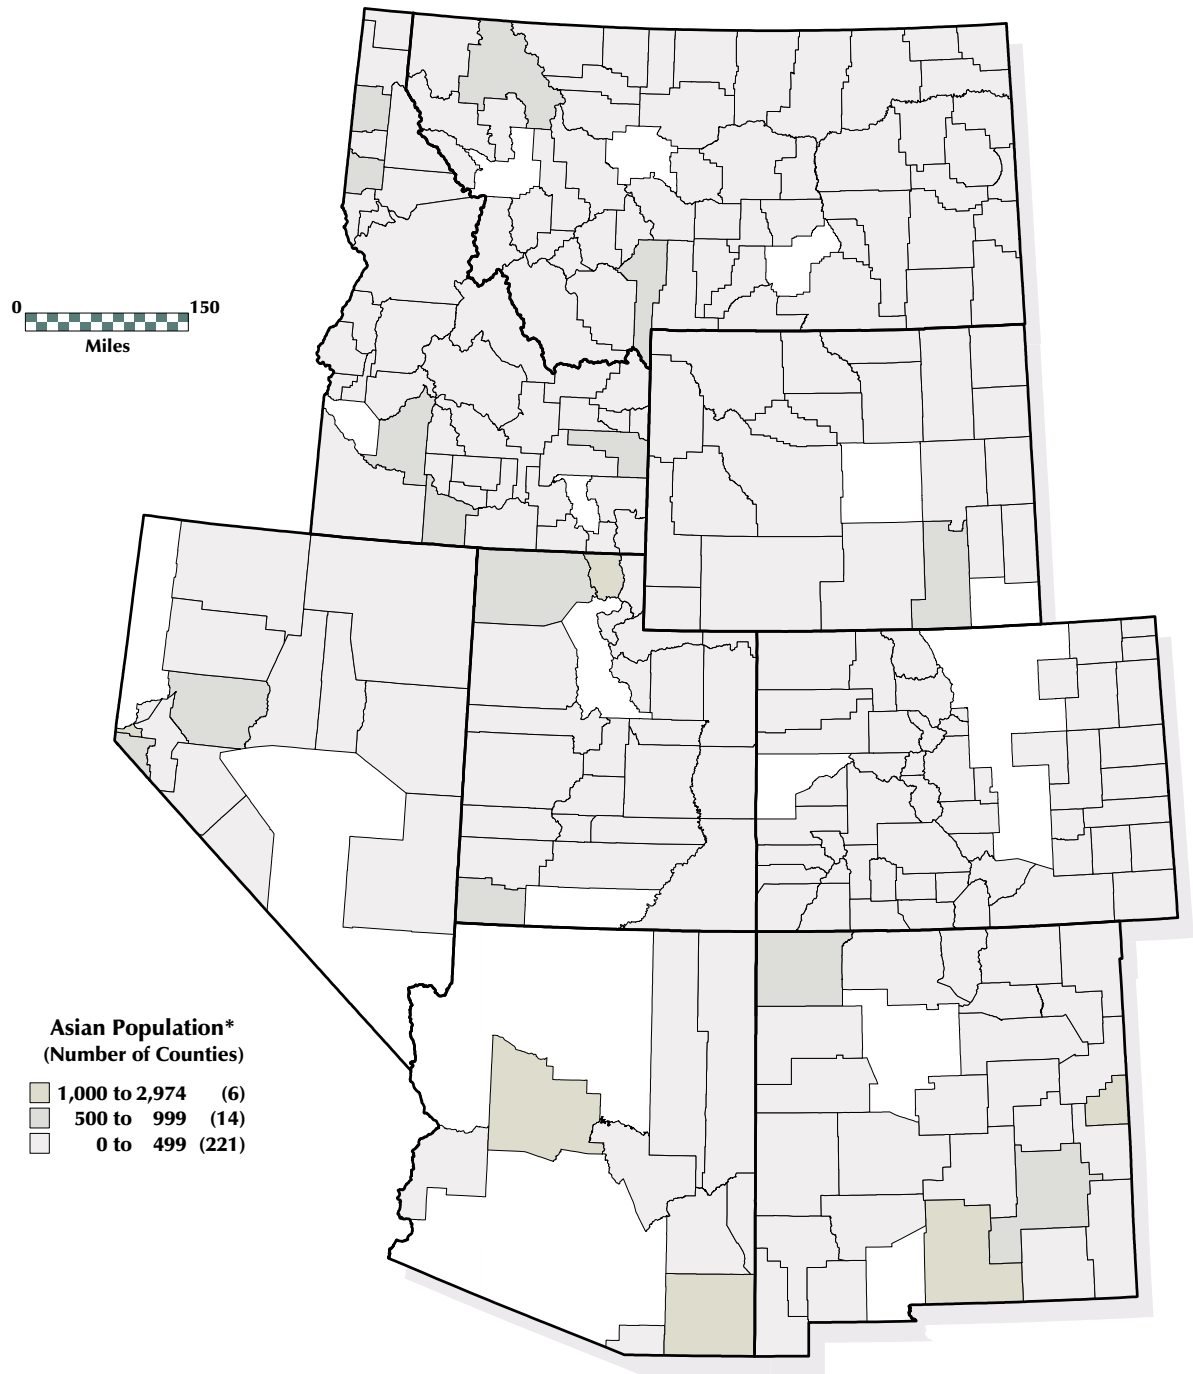 0 150
Miles
Asian Population*
(Number of Counties)
1,000 to 2,974 (6)
500 to 999 (14)
0 to 499 (221)